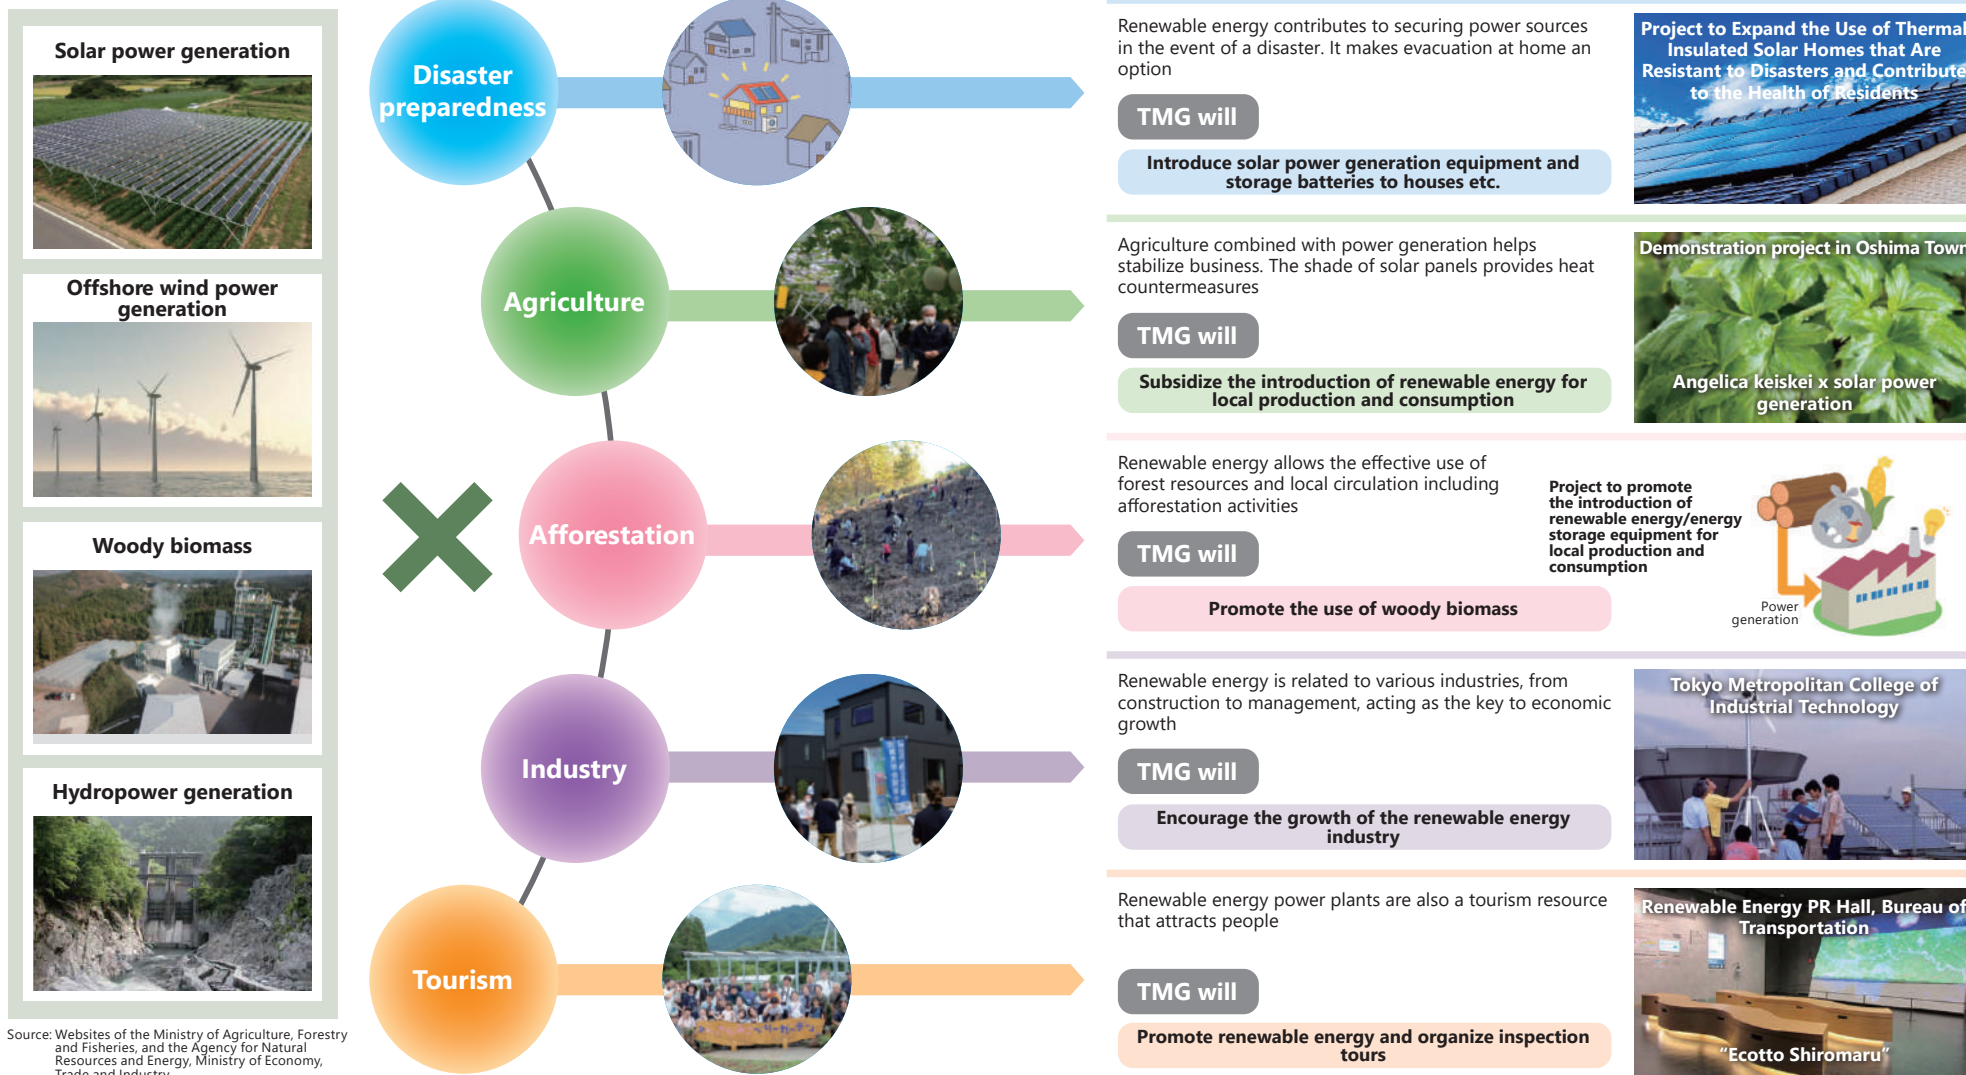 Solar power generation
Offshore wind power
generation
Woody biomass
Hydropower generation
Source: Websites of the Ministry of Agriculture, Forestry
and Fisheries, and the Agency for Natural
Resources and Energy, Ministry of Economy,
Trade and Industry
Disaster
preparedness
Renewable energy contributes to securing power sources
in the event of a disaster. It makes evacuation at home an
option
TMG will
Introduce solar power generation equipment and
storage batteries to houses etc.
Project to Expand the Use of Thermal
Insulated Solar Homes that Are
Resistant to Disasters and Contribute
to the Health of Residents
Agriculture
Agriculture combined with power generation helps
stabilize business. The shade of solar panels provides heat
countermeasures
TMG will
Subsidize the introduction of renewable energy for
local production and consumption
Demonstration project in Oshima Town
Angelica keiskei x solar power
generation
Afforestation
Renewable energy allows the effective use of
forest resources and local circulation including
afforestation activities
TMG will
Promote the use of woody biomass
Project to promote
the introduction of
renewable energy/energy
storage equipment for
local production and
consumption
Power
generation
Industry
Renewable energy is related to various industries, from
construction to management, acting as the key to economic
growth
TMG will
Encourage the growth of the renewable energy
industry
Tokyo Metropolitan College of
Industrial Technology
Tourism
Renewable energy power plants are also a tourism resource
that attracts people
TMG will
Promote renewable energy and organize inspection
tours
Renewable Energy PR Hall, Bureau of
Transportation
“Ecotto Shiromaru”